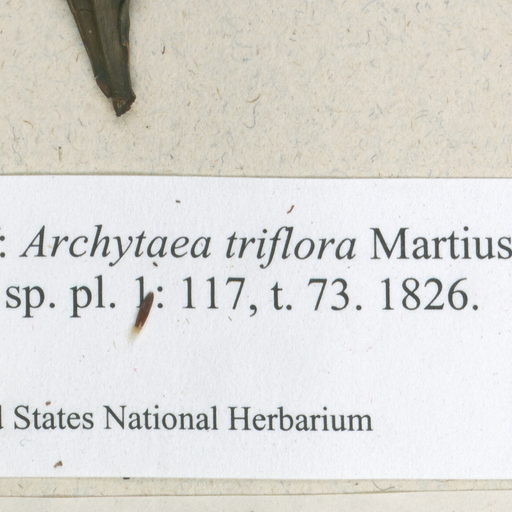 : Archytaea triflora Martius
sp. pl. 1: 117, t. 73. 1826.
States National Herbarium